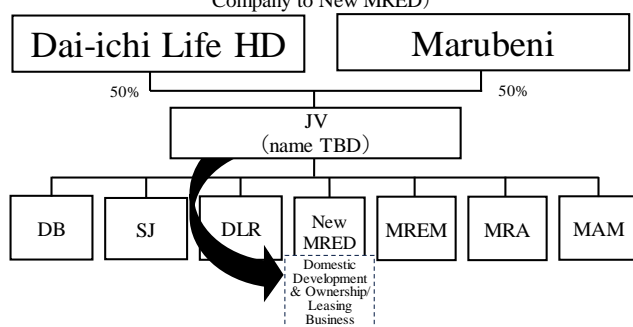 Company to New MRED）
Dai-ichi Life HD
Marubeni
50%
50%
JV
（name TBD）
DB
SJ
DLR
New
MRED
MREM
MRA
MAM
Domestic
Development
& Ownership/
Leasing
Business